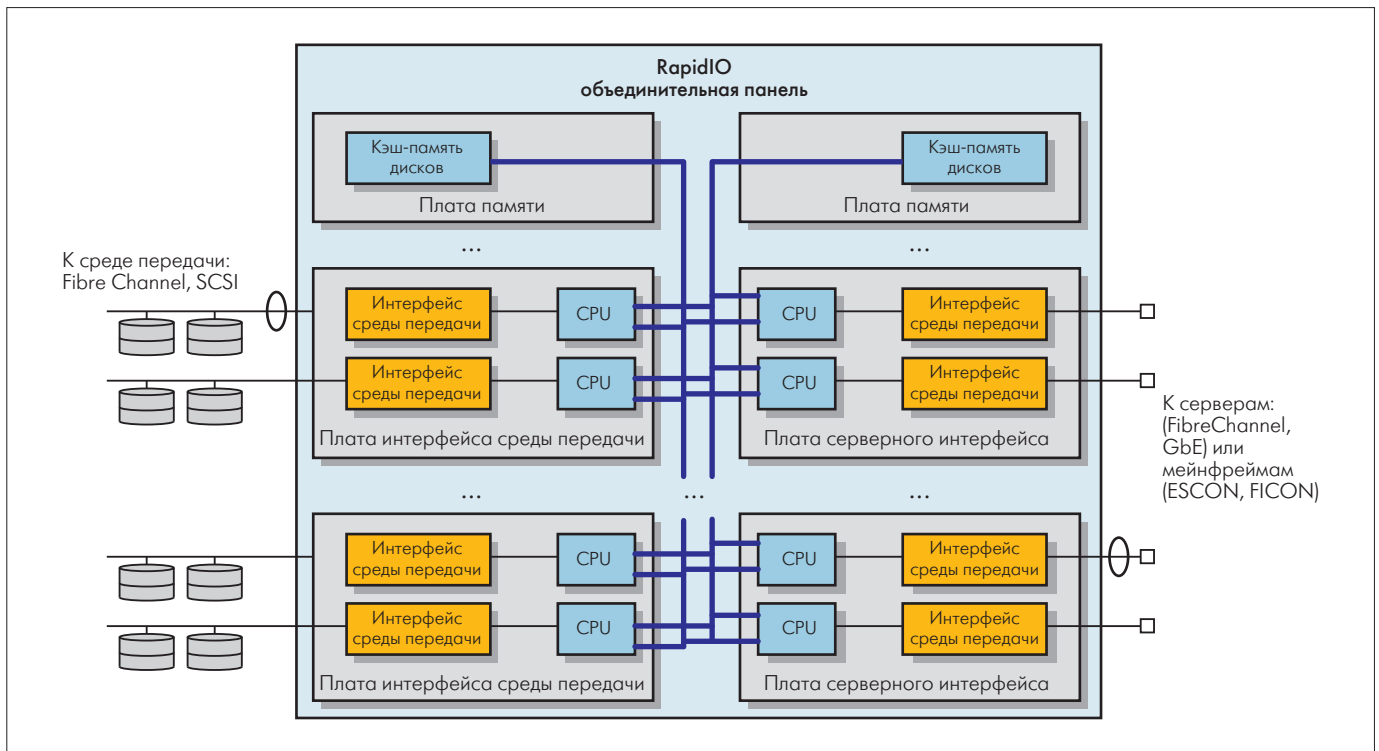 RapidIO
объединительная панель
Кэш-память
дисков
Плата памяти
Кэш-память
дисков
Плата памяти
...
...
К среде передачи:
Fibre Channel, SCSI
Интерфейс
среды передачи
CPU
Интерфейс
среды передачи
CPU
Плата интерфейса среды передачи
CPU
Интерфейс
среды передачи
CPU
Интерфейс
среды передачи
Плата серверного интерфейса
К серверам:
(FibreChannel,
GbE) или
мейнфреймам
(ESCON, FICON)
...
...
...
Интерфейс
среды передачи
CPU
Интерфейс
среды передачи
CPU
Плата интерфейса среды передачи
CPU
Интерфейс
среды передачи
CPU
Интерфейс
среды передачи
Плата серверного интерфейса